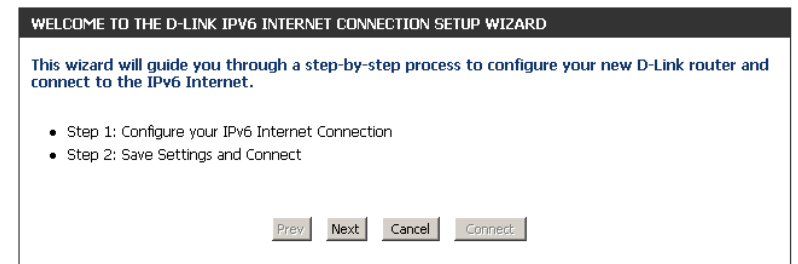 WELCOME TO THE D-LINK IPV6 INTERNET CONNECTION SETUP WIZARD
This wizard will guide you through a step-by-step process to configure your new D-Link router and
connect to the IPv6 Internet.
• Step 1: Configure your IPv6 Internet Connection
• Step 2: Save Settings and Connect
Prev Next Cancel Connect